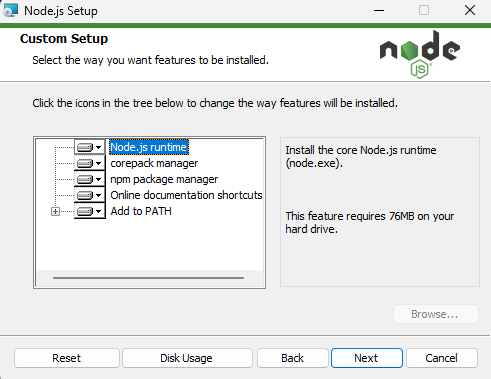 Node.js Setup
Custom Setup
Select the way you want features to be installed.
node
JS
Click the icons in the tree below to change the way features will be installed.
Node.js runtime
corepack manager
npm package manager
Online documentation shortcuts
Add to PATH
Install the core Node.js runtime
(node.exe).
This feature requires 76MB on your
hard drive.
Browse...
Reset
Disk Usage
Back
Next
Cancel